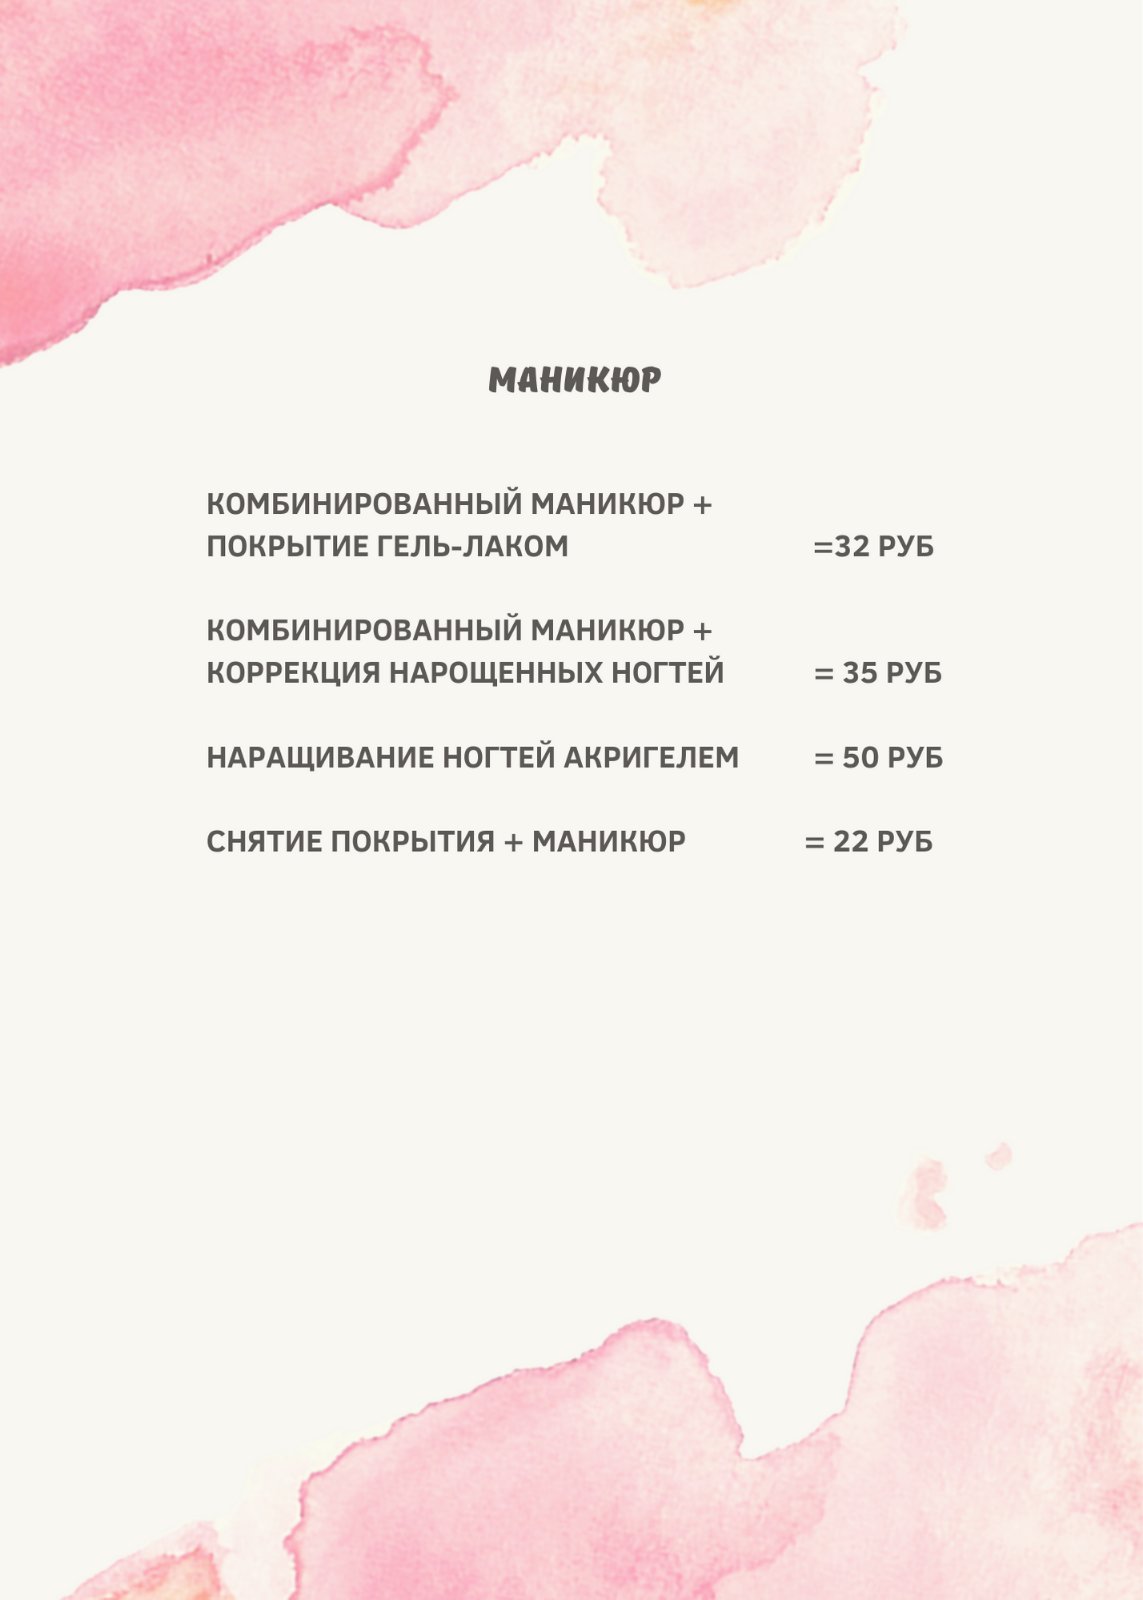 МАНИКЮР
КОМБИНИРОВАННЫЙ МАНИКЮР +
ПОКРЫТИЕ ГЕЛЬ-ЛАКОМ =32 РУБ
КОМБИНИРОВАННЫЙ МАНИКЮР +
КОРРЕКЦИЯ НАРОЩЕННЫХ НОГТЕЙ = 35 РУБ
НАРАЩИВАНИЕ НОГТЕЙ АКРИГЕЛЕМ = 50 РУБ
СНЯТИЕ ПОКРЫТИЯ + МАНИКЮР = 22 РУБ